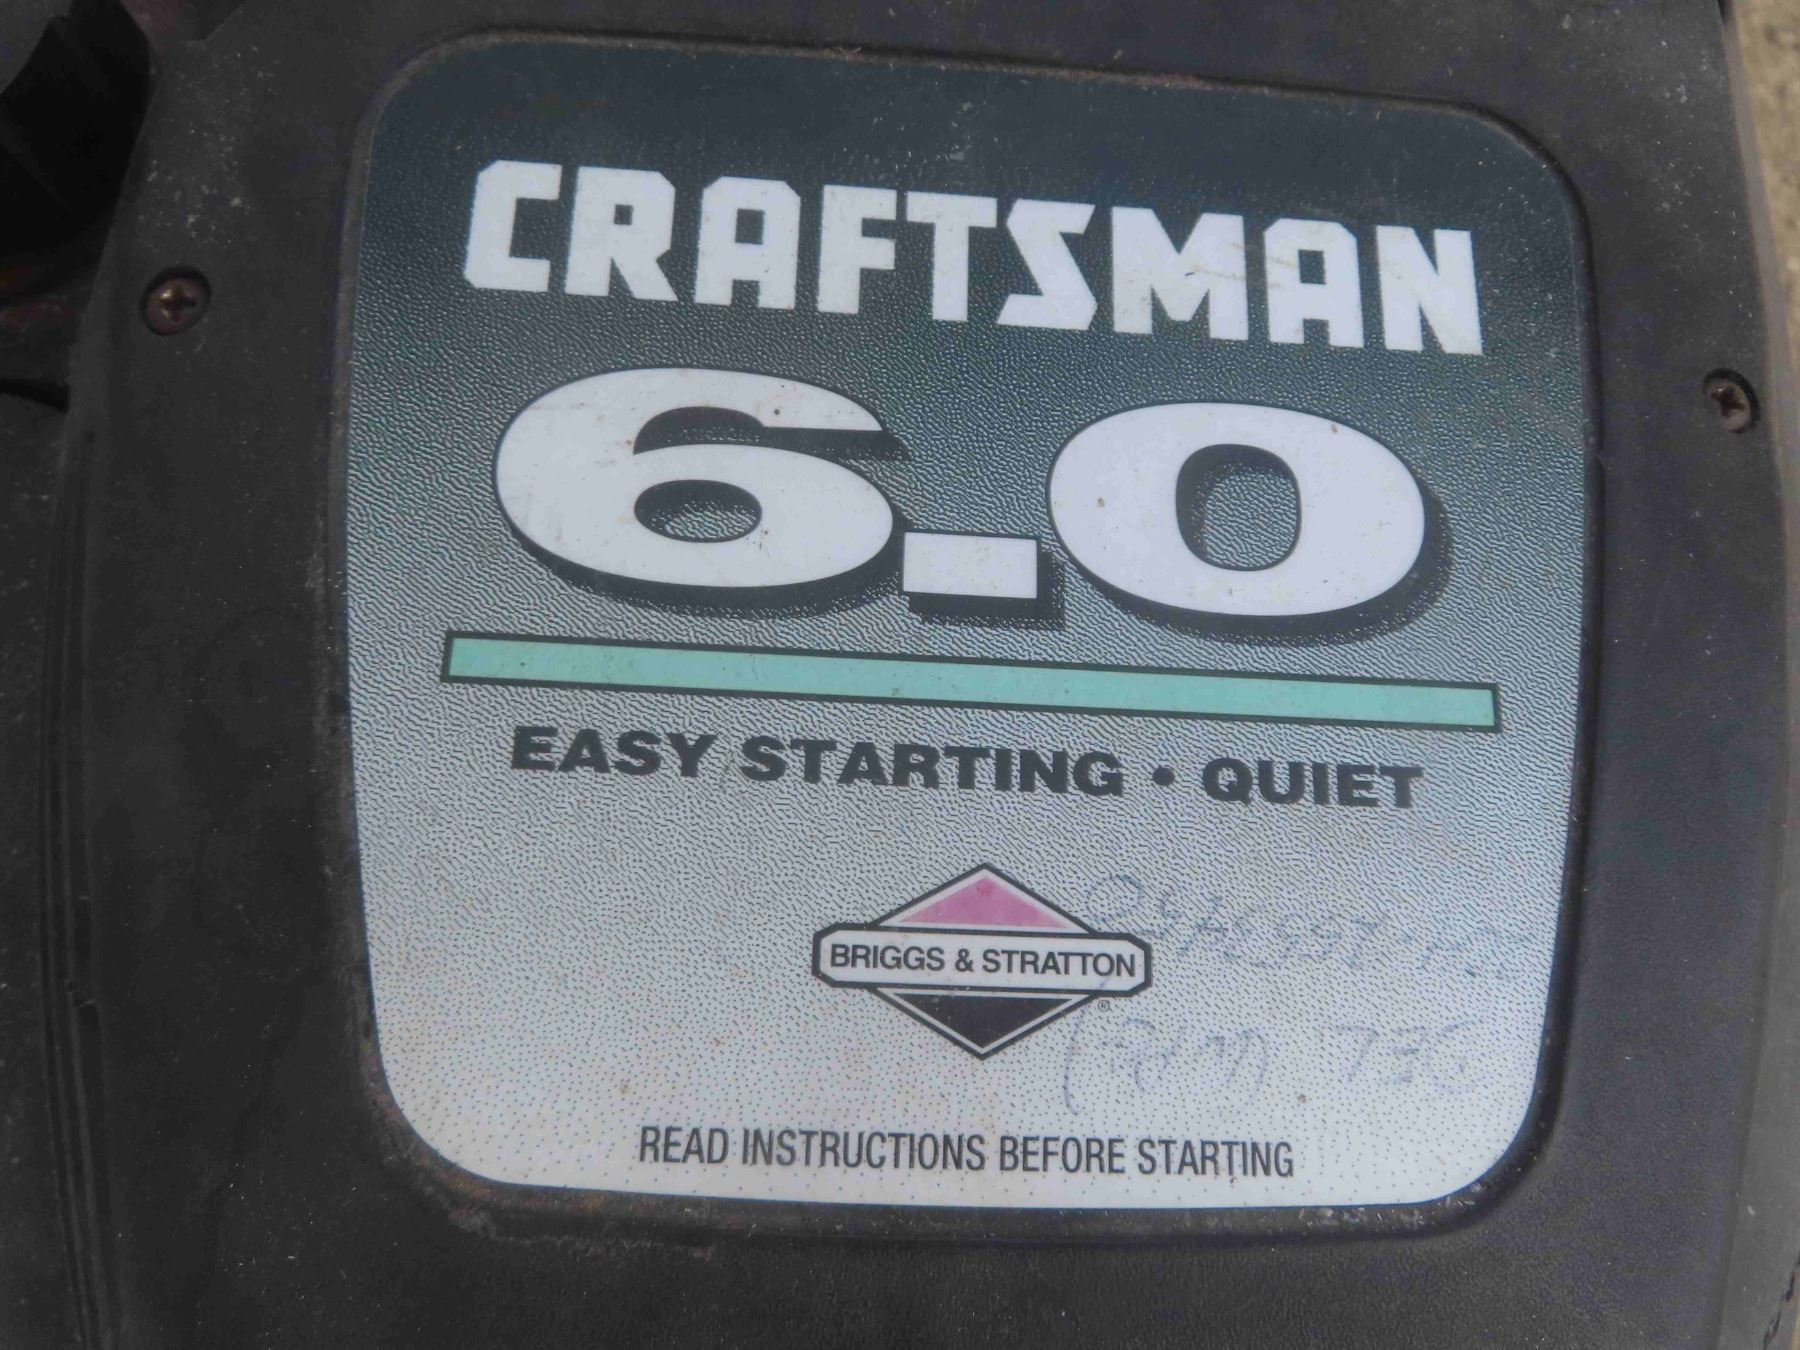 CRAFTSMAN
6.0
EASY STARTING • QUIET
BRIGGS & STRATTON
®
READ INSTRUCTIONS BEFORE STARTING